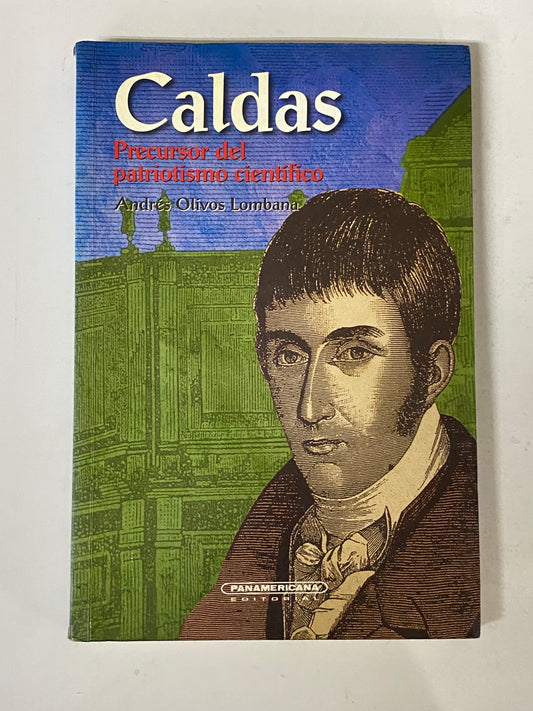 Caldas
Precursor del
patriotismo científico
Andrés Olivos Lombana
PANAMERICANA
EDITORIAL